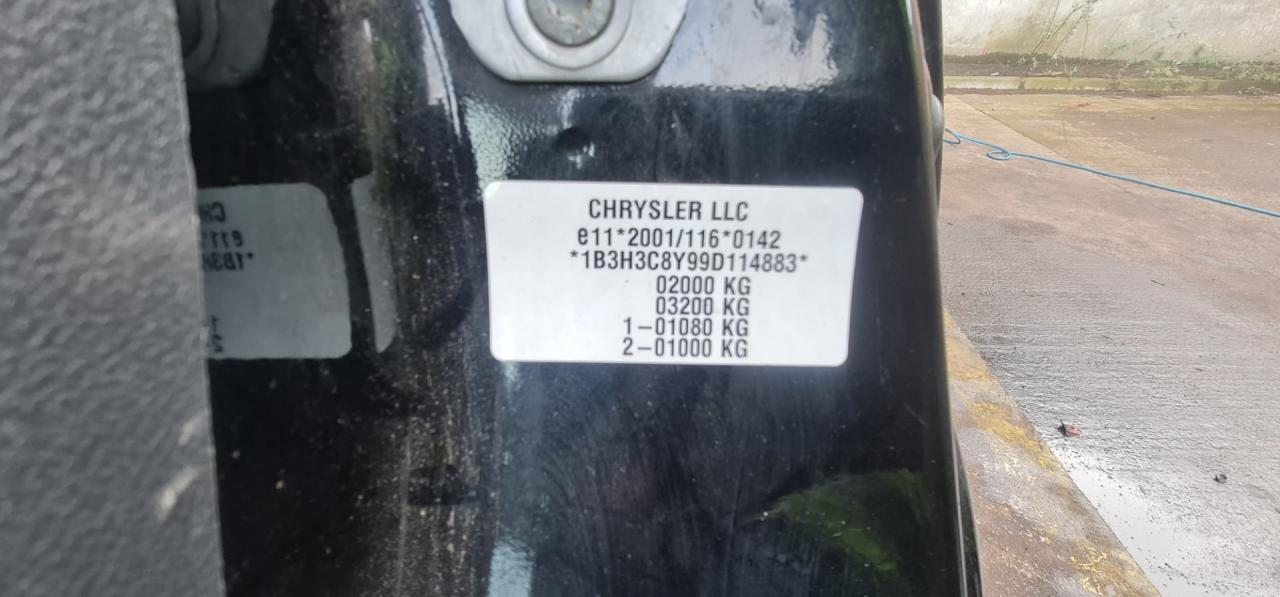 CHRYSLER LLC
e11*2001/116*0142
*1B3H3C8Y99D114883*
02000 KG
03200 KG
1-01080 KG
2-01000 KG